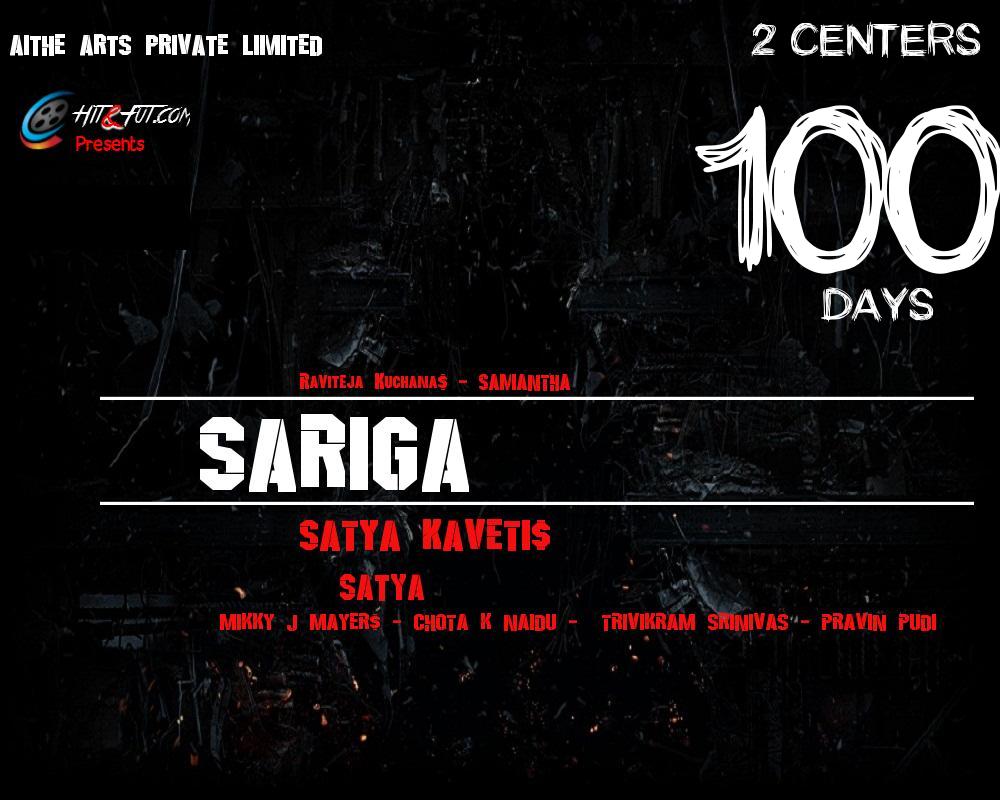 AITHE ARTS PRIVATE LIIMITED
2 CENTERS
HIT&FUT.COM
Presents
100
DAYS
RAVITEJA KUCHANA$ - SAMANTHA
SARIGA
SATYA KAVETI$
SATYA
MIKKY J MAYER$ - CHOTA K NAIDU - TRIVIKRAM SRINIVAS - PRAVIN PUDI